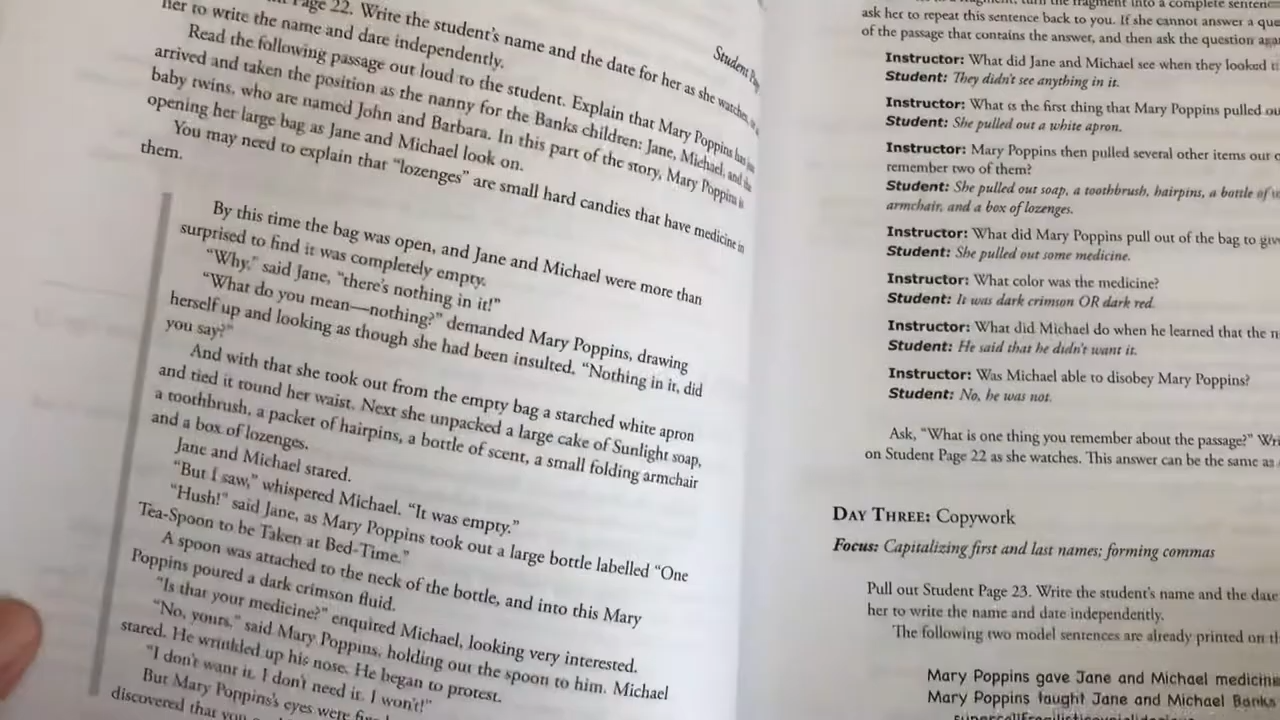 Page 22. Write the student's name and the date for her as she watches,
her to write the name and date independently.
Read the following passage out loud to the student. Explain that Mary Poppins has
arrived and taken the position as the nanny for the Banks children: Jane, Michael, and the
baby twins, who are named John and Barbara. In this part of the story, Mary Poppins is
opening her large bag as Jane and Michael look on.
You may need to explain that "lozenges" are small hard candies that have medicine in
them.
By this time the bag was open, and Jane and Michael were more than
surprised to find it was completely empty.
"Why," said Jane, "there's nothing in it!"
"What do you mean—nothing?" demanded Mary Poppins, drawing
herself up and looking as though she had been insulted. "Nothing in it, did
you say?"
And with that she took out from the empty bag a starched white apron
and tied it round her waist. Next she unpacked a large cake of Sunlight soap,
a toothbrush, a packet of hairpins, a bottle of scent, a small folding armchair
and a box of lozenges.
Jane and Michael stared.
"But I saw," whispered Michael. "It was empty."
"Hush!" said Jane, as Mary Poppins took out a large bottle labelled "One
Tea-Spoon to be Taken at Bed-Time."
A spoon was attached to the neck of the bottle, and into this Mary
Poppins poured a dark crimson fluid.
"Is that your medicine?" enquired Michael, looking very interested.
"No, yours," said Mary Poppins, holding out the spoon to him. Michael
stared. He wrinkled up his nose. He began to protest.
"I don't want it. I don't need it. I won't!"
But Mary Poppins's eyes were
discovered that you
Student
turn the fragment into a complete
ask her to repeat this sentence back to you. If she cannot answer a
of the passage that contains the answer, and then ask the question
Instructor: What did Jane and Michael see when they looked
Student: They didn't see anything in it.
Instructor: What is the first thing that Mary Poppins pulled
Student: She pulled out a white apron.
Instructor: Mary Poppins then pulled several other items out
remember two of them?
Student: She pulled out soap, a toothbrush, hairpins, a bottle of
armchair, and a box of lozenges.
Instructor: What did Mary Poppins pull out of the bag to
Student: She pulled out some medicine.
Instructor: What color was the medicine?
Student: It was dark crimson OR dark red.
Instructor: What did Michael do when he learned that the
Student: He said that he didn't want it.
Instructor: Was Michael able to disobey Mary Poppins?
Student: No, he was not.
Ask, "What is one thing you remember about the passage?"
on Student Page 22 as she watches. This answer can be the same as
DAY THREE: Copywork
Focus: Capitalizing first and last names; forming commas
Pull out Student Page 23. Write the student's name and the date
her to write the name and date independently.
The following two model sentences are already printed on
Mary Poppins gave Jane and Michael medicine
Mary Poppins taught Jane and Michael Banks